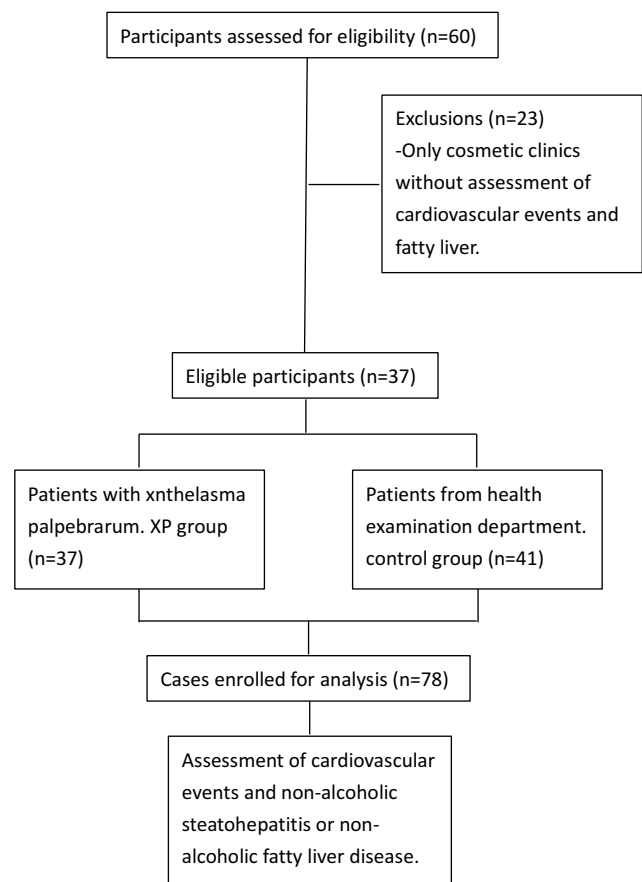 Participants assessed for eligibility (n=60)
Exclusions (n=23)
-Only cosmetic clinics
without assessment of
cardiovascular events and
fatty liver.
Eligible participants (n=37)
Patients with xnthelasma
palpebrarum. XP group
(n=37)
Patients from health
examination department.
control group (n=41)
Cases enrolled for analysis (n=78)
Assessment of cardiovascular
events and non-alcoholic
steatohepatitis or non-
alcoholic fatty liver disease.